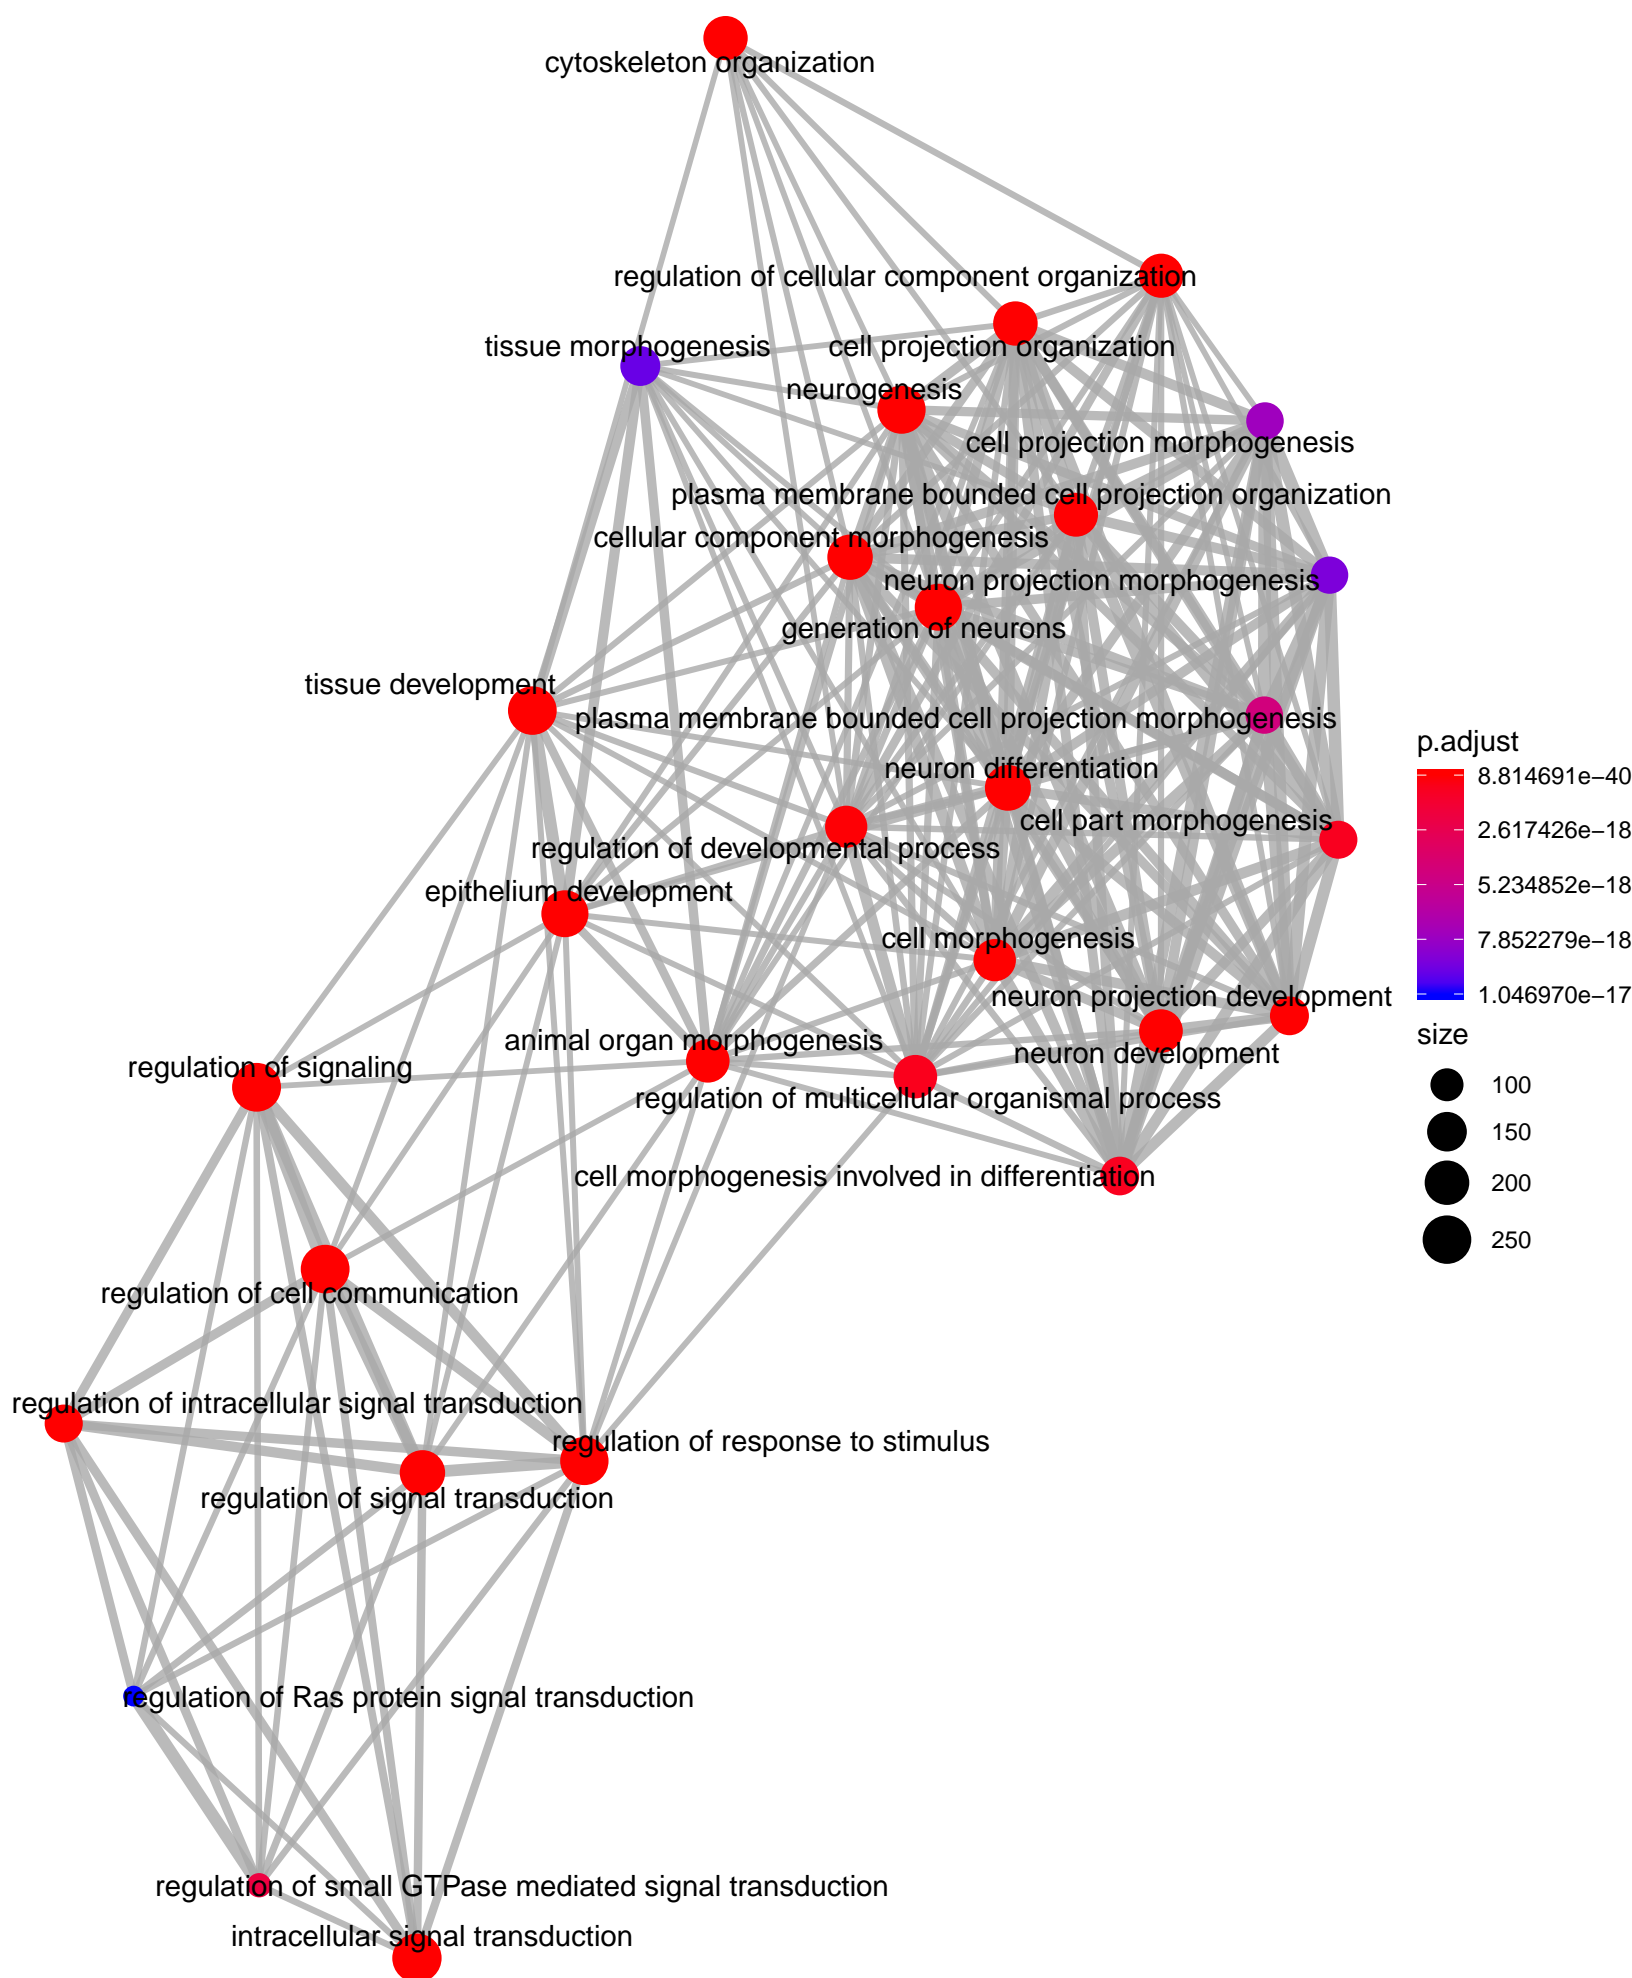 cytoskeleton organization
regulation of cellular component organization
tissue morphogenesis
cell projection organization
neurogenesis
cell projection morphogenesis
plasma membrane bounded cell projection organization
cellular component morphogenesis
neuron projection morphogenesis
generation of neurons
tissue development
plasma membrane bounded cell projection morphogenesis
neuron differentiation
cell part morphogenesis
regulation of developmental process
epithelium development
cell morphogenesis
neuron projection development
animal organ morphogenesis
neuron development
regulation of signaling
regulation of multicellular organismal process
cell morphogenesis involved in differentiation
regulation of cell communication
regulation of intracellular signal transduction
regulation of response to stimulus
regulation of signal transduction
regulation of Ras protein signal transduction
regulation of small GTPase mediated signal transduction
intracellular signal transduction
p.adjust
8.814691e−40
2.617426e−18
5.234852e−18
7.852279e−18
1.046970e−17
size
100
150
200
250